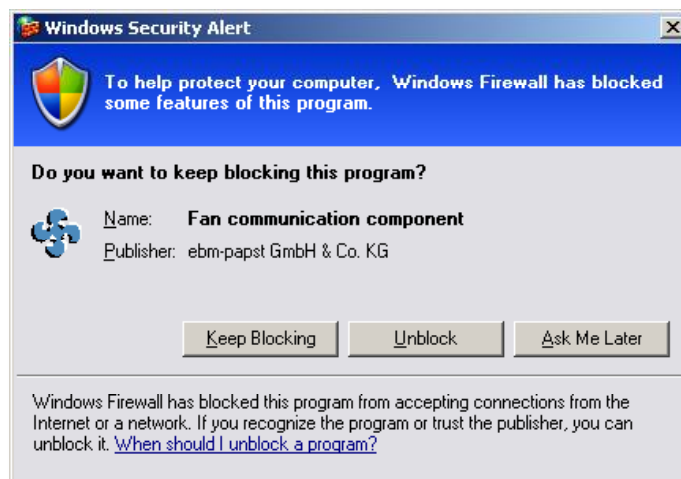 Windows Security Alert
To help protect your computer, Windows Firewall has blocked
some features of this program.
Do you want to keep blocking this program?
Name: Fan communication component
Publisher: ebm-papst GmbH & Co. KG
Keep Blocking Unblock Ask Me Later
Windows Firewall has blocked this program from accepting connections from the
Internet or a network. If you recognize the program or trust the publisher, you can
unblock it. When should I unblock a program?